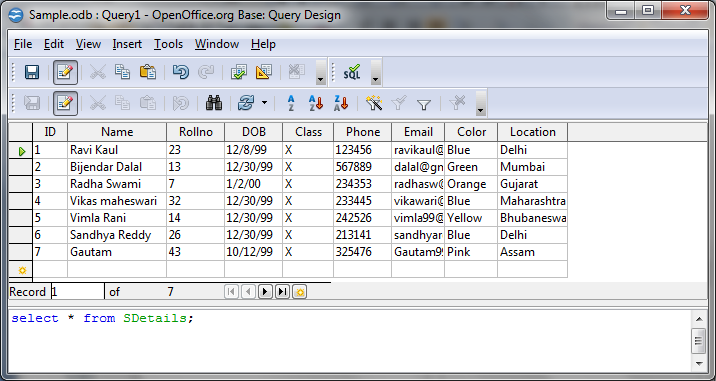 Sample.odb : Query1 - OpenOffice.org Base: Query Design
File Edit View Insert Tools Window Help
SQL
ID Name Rollno DOB Class Phone Email Color Location
1 Ravi Kaul 23 12/8/99 X 123456 ravikaul@ Blue Delhi
2 Bijendar Dalal 13 12/30/99 X 567889 dalal@gn Green Mumbai
3 Radha Swami 7 1/2/00 X 234353 radhasw@ Orange Gujarat
4 Vikas maheswari 32 12/30/99 X 233445 vikawari@ Blue Maharashtra
5 Vimla Rani 14 12/30/99 X 242526 vimla99@ Yellow Bhubaneswa
6 Sandhya Reddy 26 12/30/99 X 213141 sandhyar Blue Delhi
7 Gautam 43 10/12/99 X 325476 Gautam99 Pink Assam
Record 1 of 7
select * from SDetails;